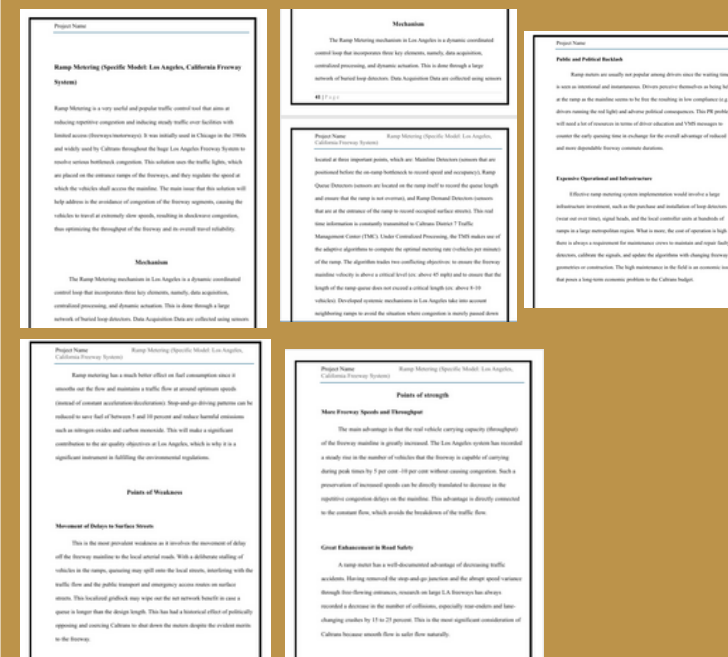 Project Name
Ramp Metering (Specific Model: Los Angeles, California Freeway
System)
Ramp Metering is a very useful and popular traffic control tool that aims at
reducing repetitive congestion and inducing steady traffic over facilities with
limited access (freeways/motorways). It was initially used in Chicago in the 1960s
and widely used by Caltrans throughout the huge Los Angeles Freeway System to
resolve serious bottleneck congestion. This solution uses the traffic lights, which
are placed on the entrance ramps of the freeways, and they regulate the speed at
which the vehicles shall access the mainline. The main issue that this solution will
help address is the avoidance of congestion of the freeway segments, causing the
vehicles to travel at extremely slow speeds, resulting in shockwave congestion,
thus optimizing the throughput of the freeway and its overall travel reliability.
Mechanism
The Ramp Metering mechanism in Los Angeles is a dynamic coordinated
control loop that incorporates three key elements, namely, data acquisition,
centralized processing, and dynamic actuation. This is done through a large
network of buried loop detectors. Data Acquisition Data are collected using sensors
Mechanism
The Ramp Metering mechanism in Los Angeles is a dynamic coordinated
control loop that incorporates three key elements, namely, data acquisition,
centralized processing, and dynamic actuation. This is done through a large
network of buried loop detectors. Data Acquisition Data are collected using sensors
41 | P a g e
Project Name Ramp Metering (Specific Model: Los Angeles,
California Freeway System)
located at three important points, which are: Mainline Detectors (sensors that are
positioned before the on-ramp bottleneck to record speed and occupancy), Ramp
Queue Detectors (sensors are located on the ramp itself to record the queue length
and ensure that the ramp is not overrun), and Ramp Demand Detectors (sensors
that are at the entrance of the ramp to record occupied surface streets). This real
time information is constantly transmitted to Caltrans District 7 Traffic
Management Center (TMC). Under Centralized Processing, the TMS makes use of
the adaptive algorithms to compute the optimal metering rate (vehicles per minute)
of the ramp. The algorithm trades two conflicting objectives: to ensure the freeway
mainline velocity is above a critical level (ex: above 45 mph) and to ensure that the
length of the ramp queue does not exceed a critical length (ex: above 8-10
vehicles). Developed systemic mechanisms in Los Angeles take into account
neighboring ramps to avoid the situation where congestion is merely passed down
Project Name
Public and Political Backlash
Ramp meters are usually not popular among drivers since the waiting time
is seen as intentional and instantaneous. Drivers perceive themselves as being hel
at the ramp as the mainline seems to be free the resulting in low compliance (e.g
drivers running the red light) and adverse political consequences. This PR proble
will need a lot of resources in terms of driver education and VMS messages to
counter the early queuing time in exchange for the overall advantage of reduced
and more dependable freeway commute durations.
Expensive Operational and Infrastructure
Effective ramp metering system implementation would involve a large
infrastructure investment, such as the purchase and installation of loop detectors
(wear out over time), signal heads, and the local controller units at hundreds of
ramps in a large metropolitan region. What is more, the cost of operation is high
there is always a requirement for maintenance crews to maintain and repair fault
detectors, calibrate the signals, and update the algorithms with changing freeway
geometries or construction. The high maintenance in the field is an economic iss
that poses a long-term economic problem to the Caltrans budget.
Project Name Ramp Metering (Specific Model: Los Angeles,
California Freeway System)
Ramp metering has a much better effect on fuel consumption since it
smooths out the flow and maintains a traffic flow at around optimum speeds
(instead of constant acceleration/deceleration). Stop-and-go driving patterns can be
reduced to save fuel of between 5 and 10 percent and reduce harmful emissions
such as nitrogen oxides and carbon monoxide. This will make a significant
contribution to the air quality objectives at Los Angeles, which is why it is a
significant instrument in fulfilling the environmental regulations.
Points of Weakness
Movement of Delays to Surface Streets
This is the most prevalent weakness as it involves the movement of delay
off the freeway mainline to the local arterial roads. With a deliberate stalling of
vehicles in the ramps, queueing may spill onto the local streets, interfering with the
traffic flow and the public transport and emergency access routes on surface
streets. This localized gridlock may wipe out the net network benefit in case a
queue is longer than the design length. This has had a historical effect of politically
opposing and coercing Caltrans to shut down the meters despite the evident merits
to the freeway.
Project Name Ramp Metering (Specific Model: Los Angeles,
California Freeway System)
Points of strength
More Freeway Speeds and Throughput
The main advantage is that the real vehicle carrying capacity (throughput)
of the freeway mainline is greatly increased. The Los Angeles system has recorded
a steady rise in the number of vehicles that the freeway is capable of carrying
during peak times by 5 per cent -10 per cent without causing congestion. Such a
preservation of increased speeds can be directly translated to decrease in the
repetitive congestion delays on the mainline. This advantage is directly connected
to the constant flow, which avoids the breakdown of the traffic flow.
Great Enhancement in Road Safety
A ramp meter has a well-documented advantage of decreasing traffic
accidents. Having removed the stop-and-go junction and the abrupt speed variance
through free-flowing entrances, research on large LA freeways has always
recorded a decrease in the number of collisions, especially rear-enders and lane-
changing crashes by 15 to 25 percent. This is the most significant consideration of
Caltrans because smooth flow is safer flow naturally.